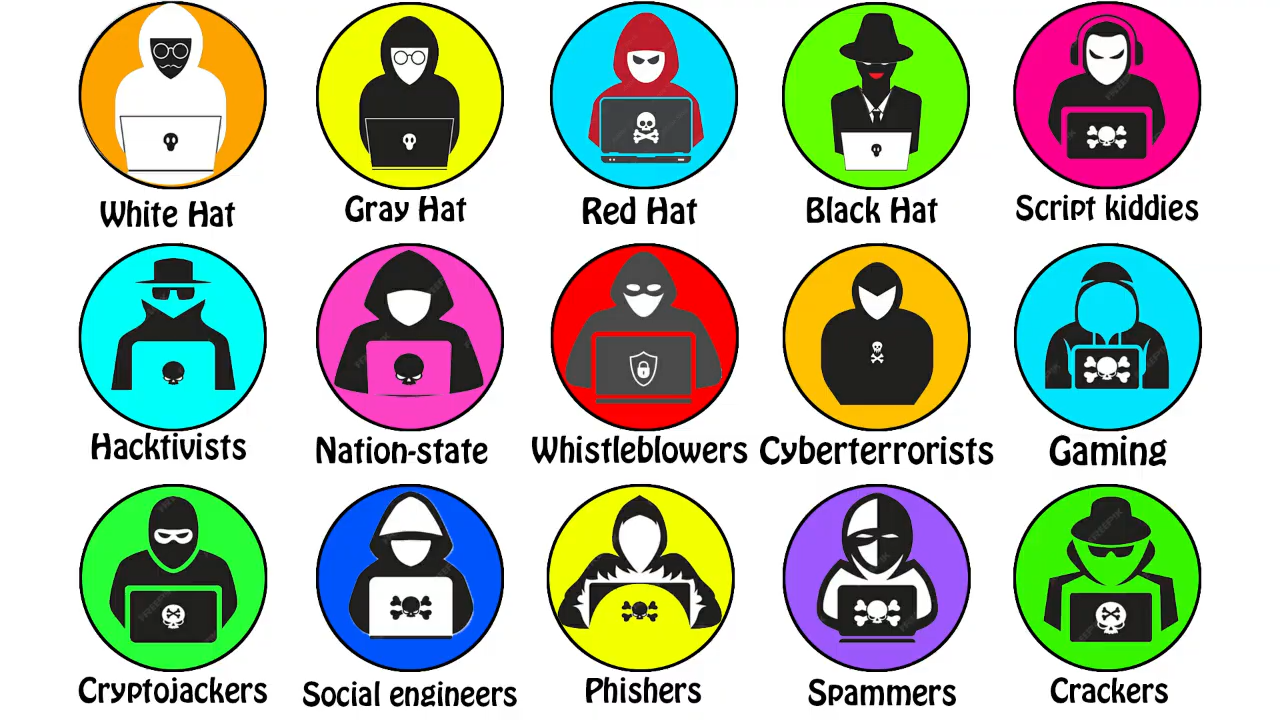 White Hat
Gray Hat
Red Hat
Black Hat
Script kiddies
Hacktivists
Nation-state
Whistleblowers
Cyberterrorists
Gaming
Cryptojackers
Social engineers
Phishers
Spammers
Crackers